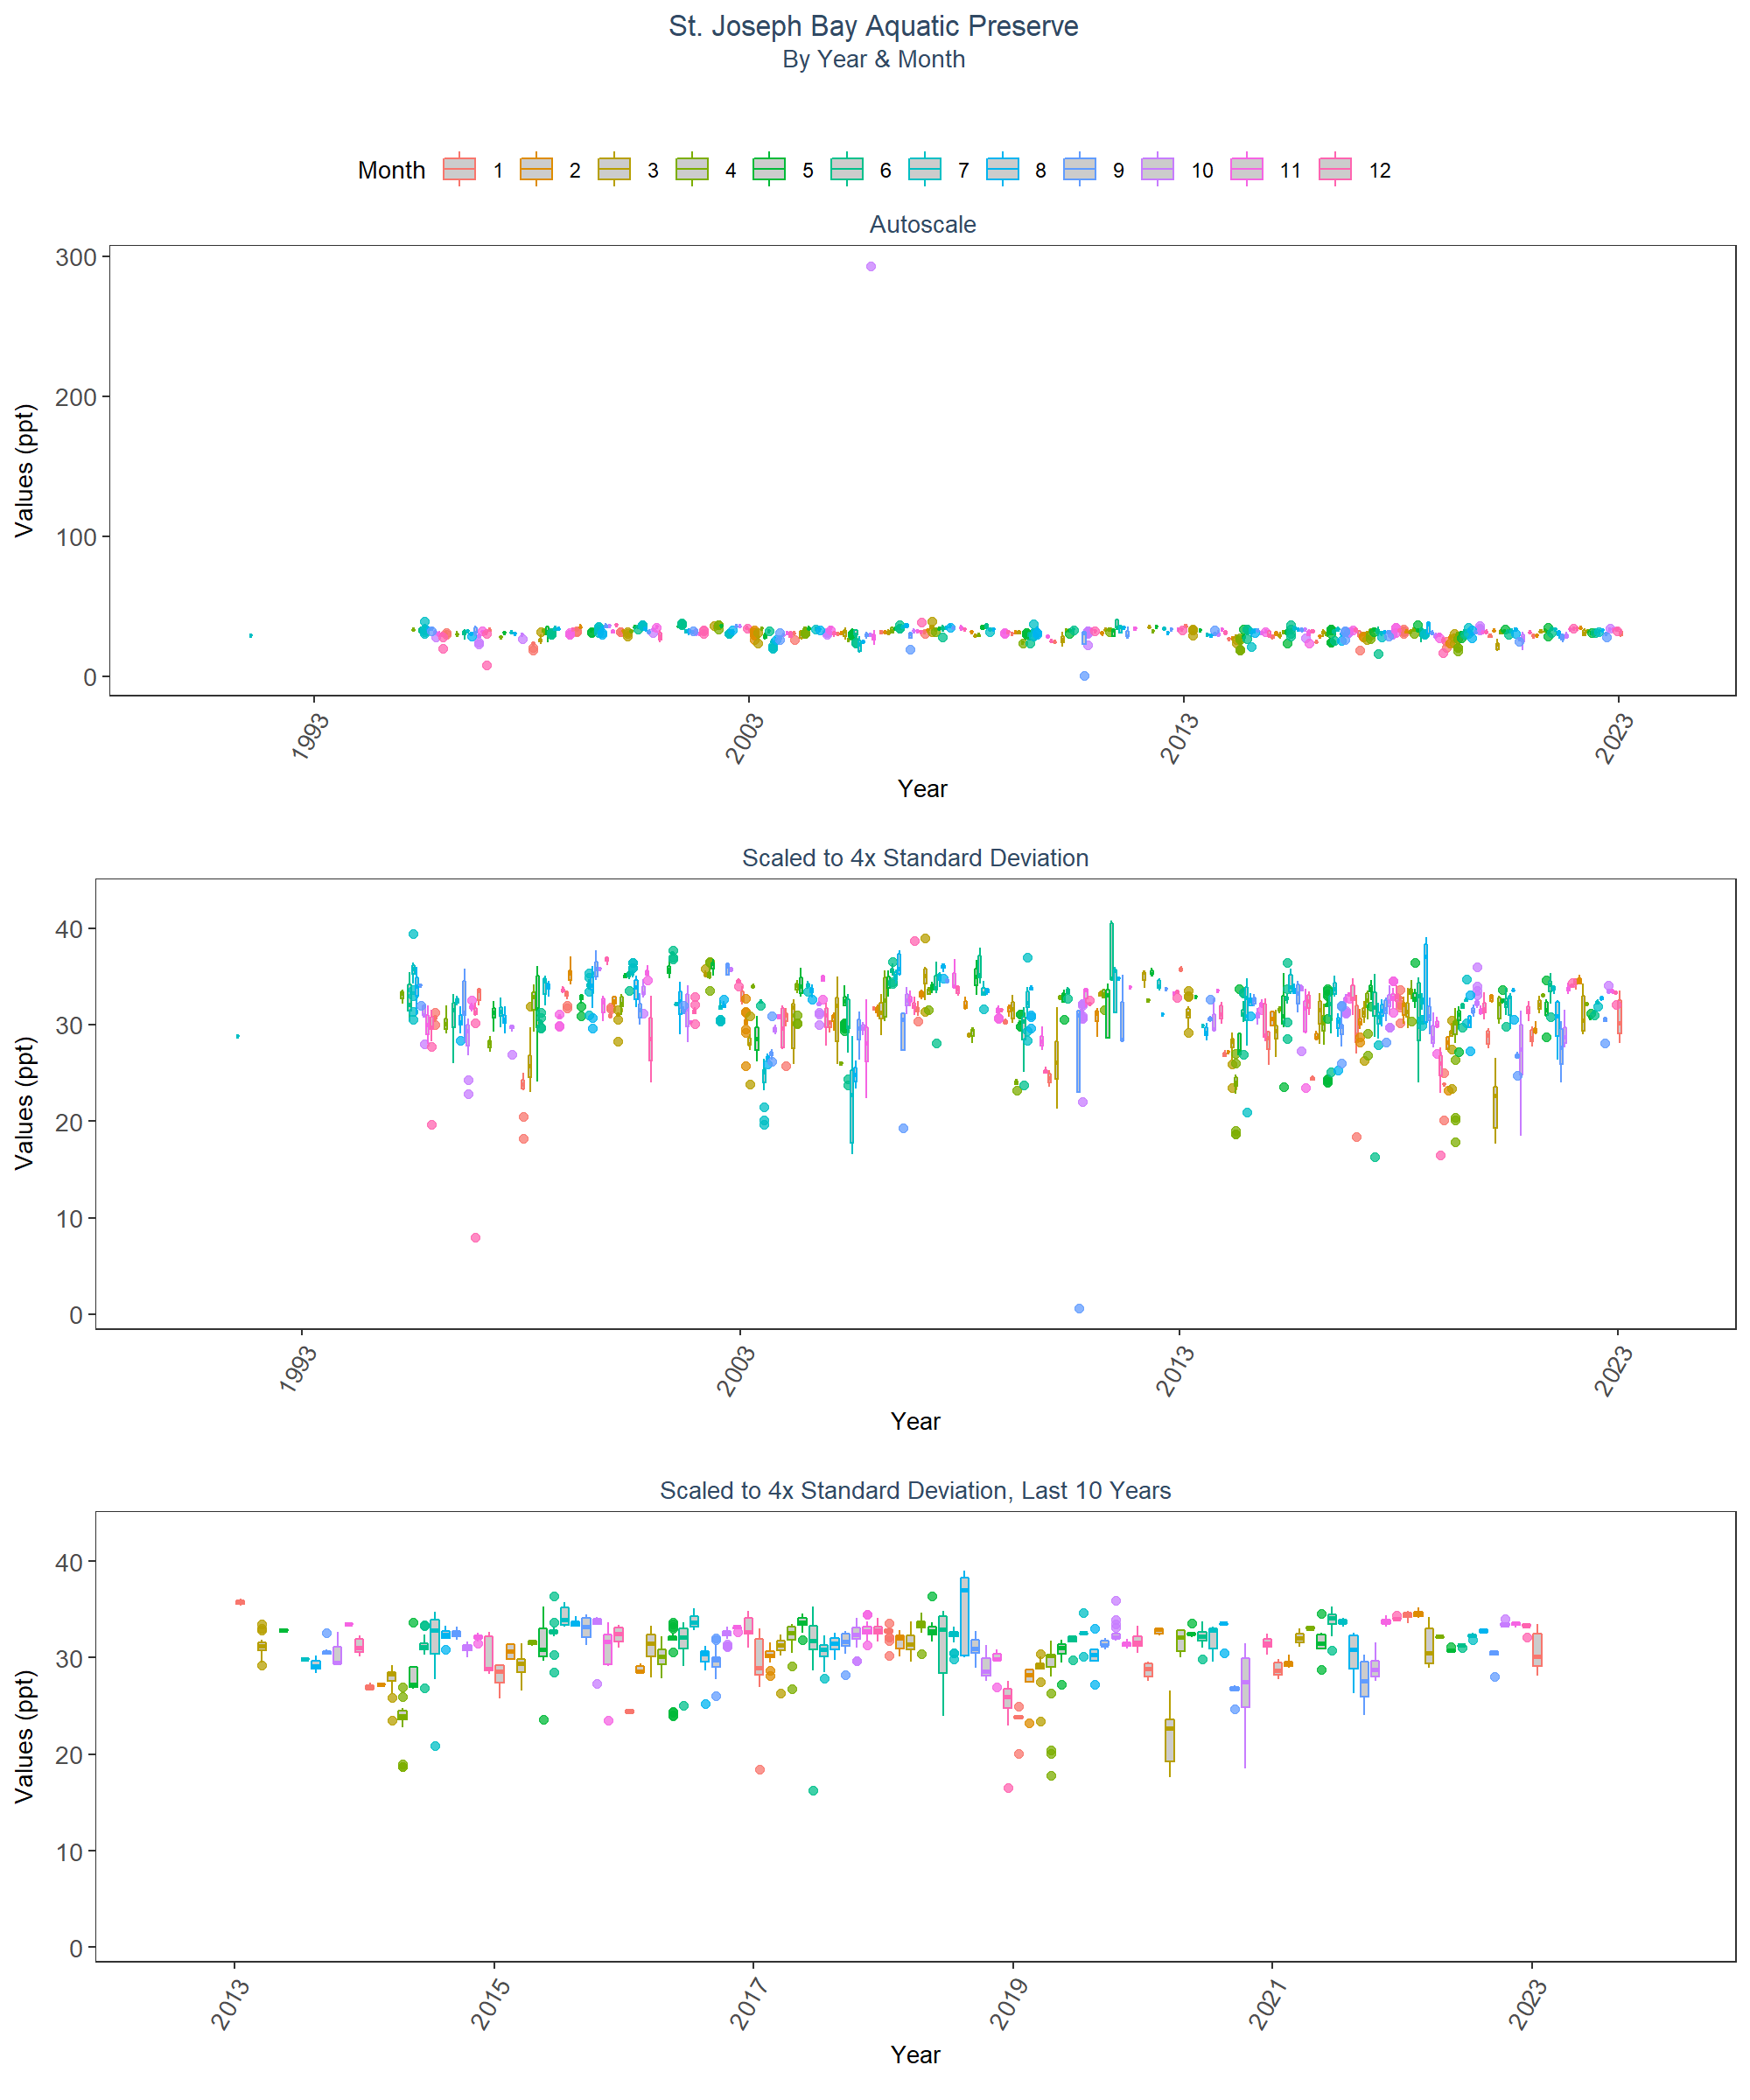 St. Joseph Bay Aquatic Preserve
By Year & Month
Month 1 2 3 4 5 6 7 8 9 10 11 12
Autoscale
300
200
100
0
Values (ppt)
1993 2003 2013 2023
Year
Scaled to 4x Standard Deviation
40
30
20
10
0
Values (ppt)
1993 2003 2013 2023
Year
Scaled to 4x Standard Deviation, Last 10 Years
40
30
20
10
0
Values (ppt)
2013 2015 2017 2019 2021 2023
Year